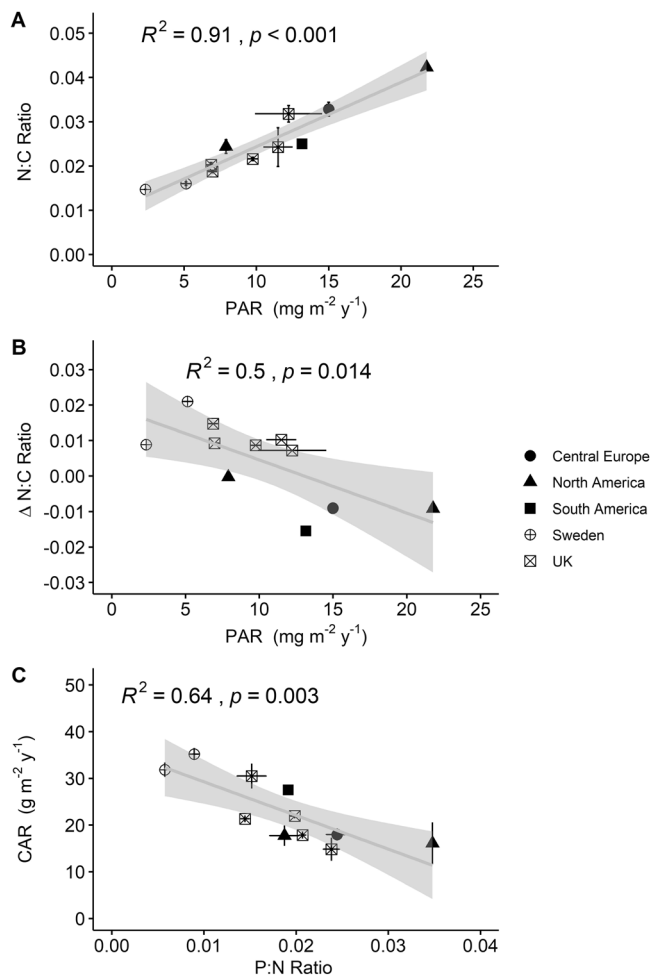 A
R² = 0.91 , p < 0.001
0.05
0.04
0.03
0.02
0.01
0.00
N:C Ratio
0 5 10 15 20 25
PAR (mg m⁻² y⁻¹)
B
R² = 0.5 , p = 0.014
0.03
0.02
0.01
0.00
-0.01
-0.02
-0.03
Δ N:C Ratio
0 5 10 15 20 25
PAR (mg m⁻² y⁻¹)
Central Europe
North America
South America
Sweden
UK
C
R² = 0.64 , p = 0.003
50
40
30
20
10
0
CAR (g m⁻² y⁻¹)
0.00 0.01 0.02 0.03 0.04
P:N Ratio